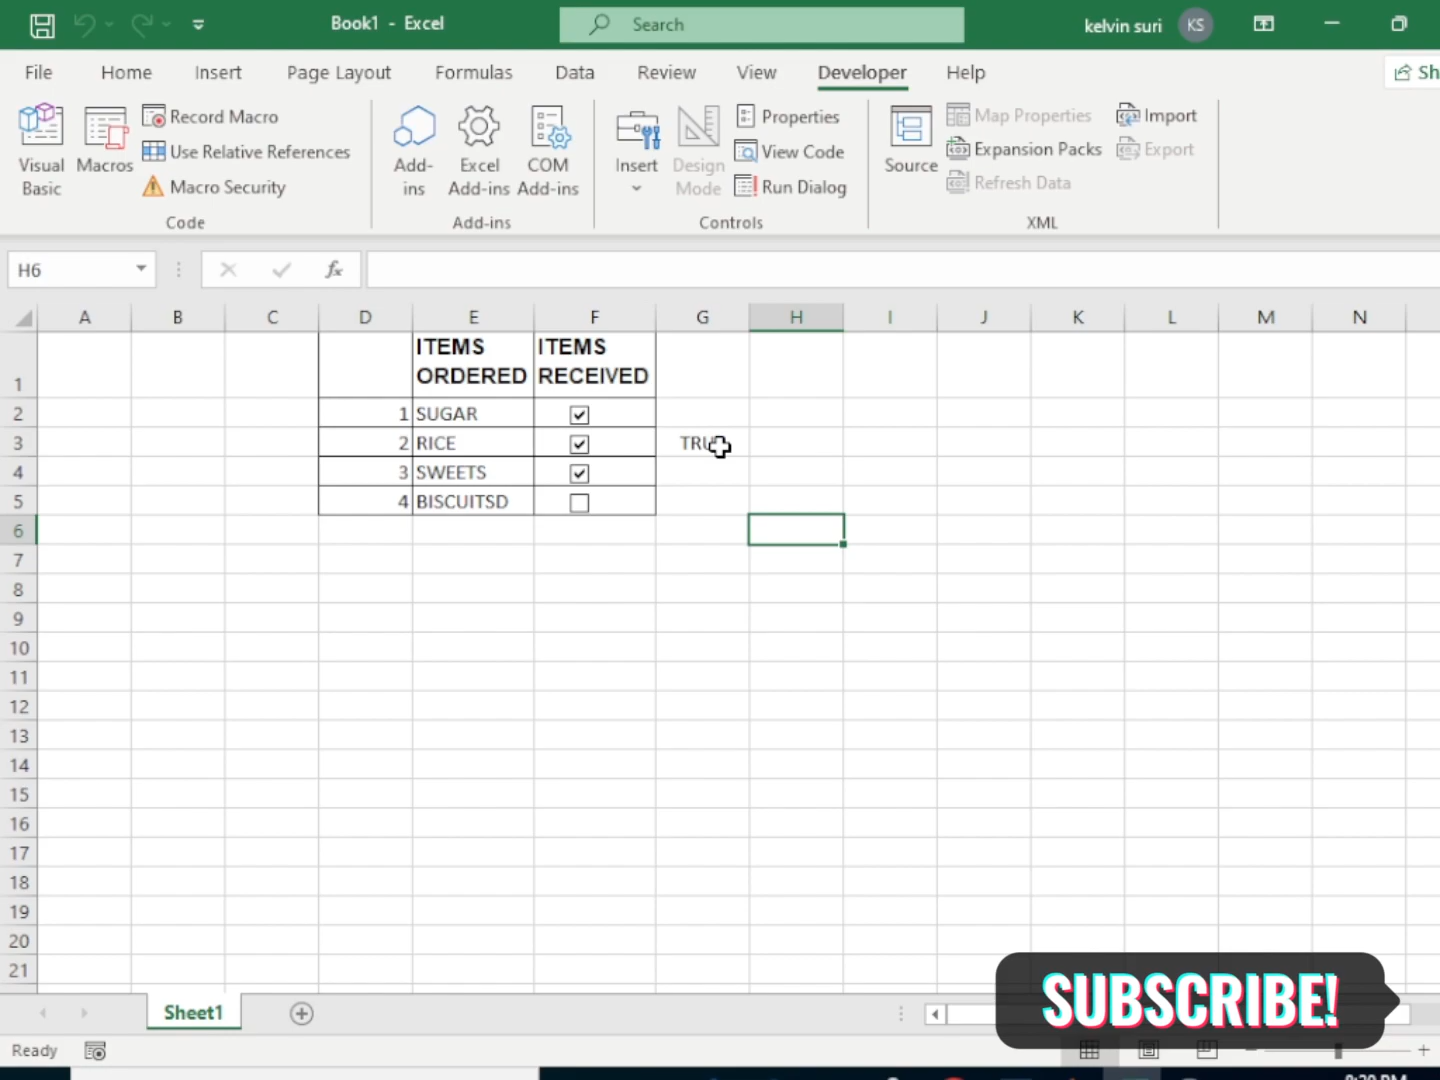 Book1 - Excel
Search
kelvin suri
KS
File Home Insert Page Layout Formulas Data Review View Developer Help
Sh
Visual Basic
Macros
Record Macro
Use Relative References
Macro Security
Code
Add-ins
Excel Add-ins
COM Add-ins
Add-ins
Insert
Design Mode
Properties
View Code
Run Dialog
Controls
Source
Map Properties
Expansion Packs
Refresh Data
Import
Export
XML
H6
fx
A B C D E F G H I J K L M N
1 ITEMS ORDERED ITEMS RECEIVED
2 1 SUGAR
3 2 RICE
4 3 SWEETS
5 4 BISCUITSD
6
7
8
9
10
11
12
13
14
15
16
17
18
19
20
21
SUBSCRIBE!
Sheet1
Ready